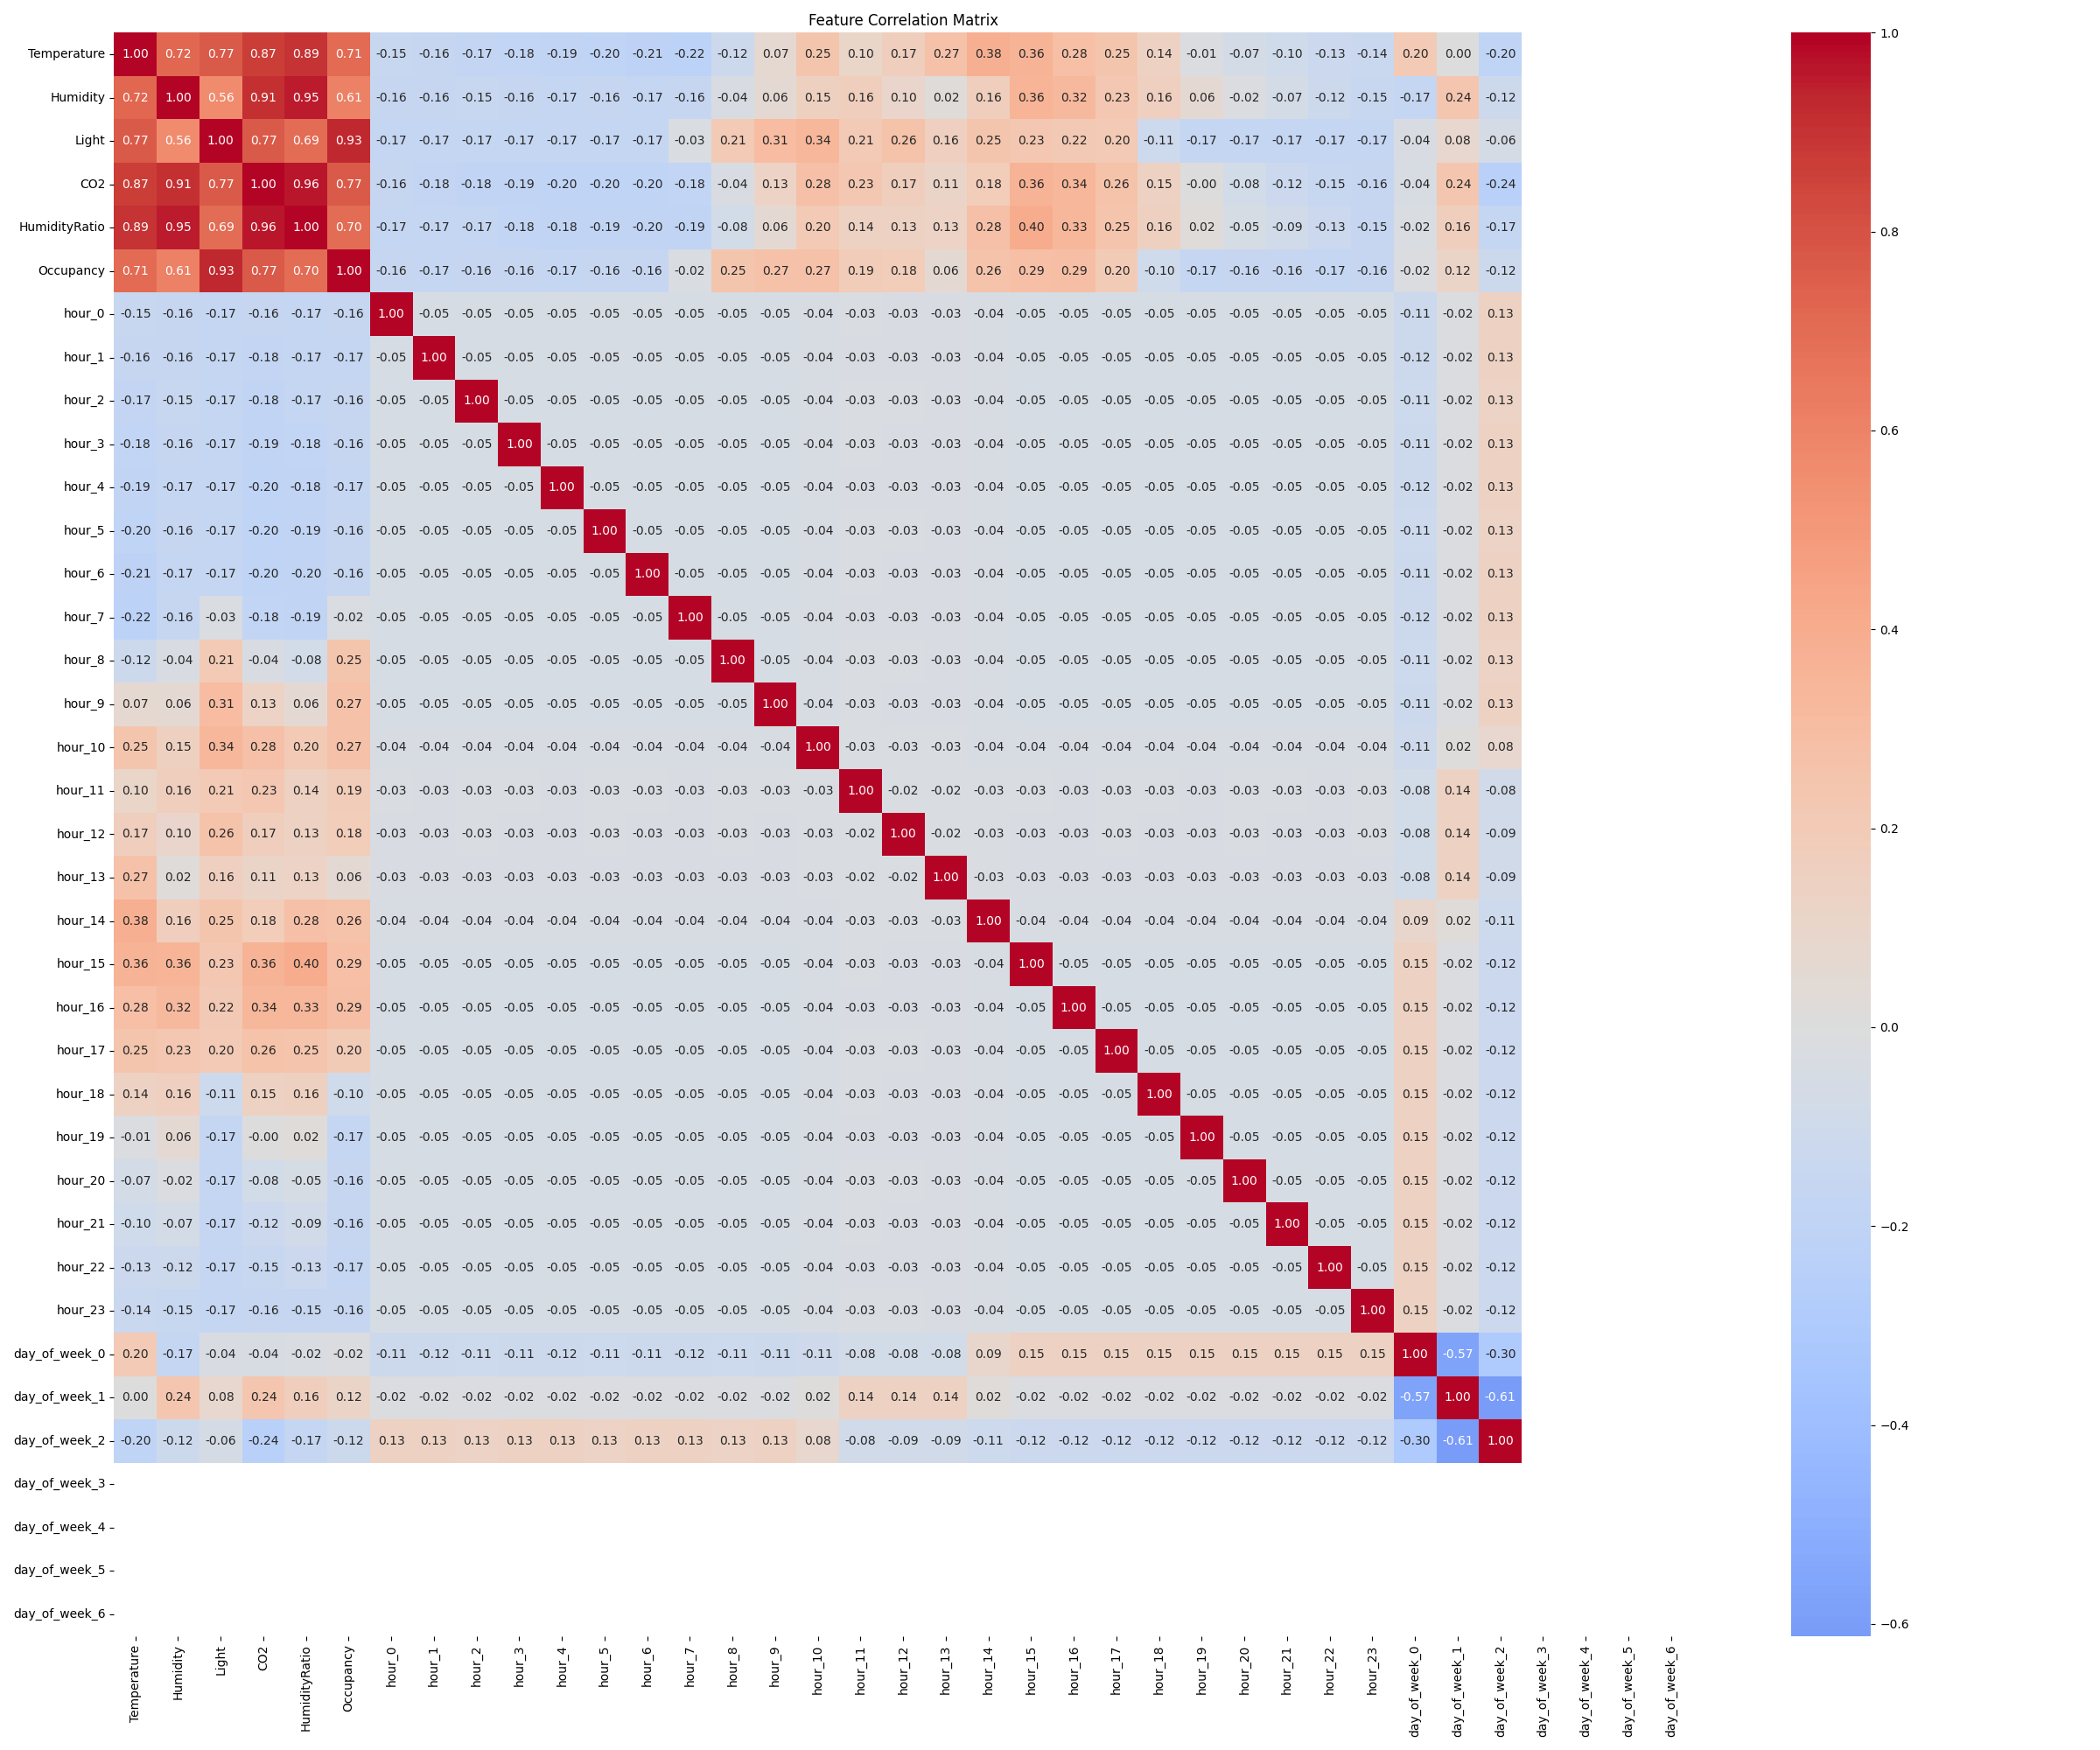 Feature Correlation Matrix
Temperature 1.00 0.72 0.77 0.87 0.89 0.71 -0.15 -0.16 -0.17 -0.18 -0.19 -0.20 -0.21 -0.22 -0.12 0.07 0.25 0.10 0.17 0.27 0.38 0.36 0.28 0.25 0.14 -0.01 -0.07 -0.10 -0.13 -0.14 0.20 0.00 -0.20
Humidity 0.72 1.00 0.56 0.91 0.95 0.61 -0.16 -0.16 -0.15 -0.16 -0.17 -0.16 -0.17 -0.16 -0.04 0.06 0.15 0.16 0.10 0.02 0.16 0.36 0.32 0.23 0.16 0.06 -0.02 -0.07 -0.12 -0.15 -0.17 0.24 -0.12
Light 0.77 0.56 1.00 0.77 0.69 0.93 -0.17 -0.17 -0.17 -0.17 -0.17 -0.17 -0.17 -0.03 0.21 0.31 0.34 0.21 0.26 0.16 0.25 0.23 0.22 0.20 -0.11 -0.17 -0.17 -0.17 -0.17 -0.17 -0.04 0.08 -0.06
CO2 0.87 0.91 0.77 1.00 0.96 0.77 -0.16 -0.18 -0.18 -0.19 -0.20 -0.20 -0.20 -0.18 -0.04 0.13 0.28 0.23 0.17 0.11 0.18 0.36 0.34 0.26 0.15 -0.00 -0.08 -0.12 -0.15 -0.16 -0.04 0.24 -0.24
HumidityRatio 0.89 0.95 0.69 0.96 1.00 0.70 -0.17 -0.17 -0.17 -0.18 -0.18 -0.19 -0.20 -0.19 -0.08 0.06 0.20 0.14 0.13 0.13 0.28 0.40 0.33 0.25 0.16 0.02 -0.05 -0.09 -0.13 -0.15 -0.02 0.16 -0.17
Occupancy 0.71 0.61 0.93 0.77 0.70 1.00 -0.16 -0.17 -0.16 -0.16 -0.17 -0.16 -0.16 -0.02 0.25 0.27 0.27 0.19 0.18 0.06 0.26 0.29 0.29 0.20 -0.10 -0.17 -0.16 -0.16 -0.17 -0.16 -0.02 0.12 -0.12
hour_0 -0.15 -0.16 -0.17 -0.16 -0.17 -0.16 1.00 -0.05 -0.05 -0.05 -0.05 -0.05 -0.05 -0.05 -0.05 -0.05 -0.04 -0.03 -0.03 -0.03 -0.04 -0.05 -0.05 -0.05 -0.05 -0.05 -0.05 -0.05 -0.05 -0.05 -0.11 -0.02 0.13
hour_1 -0.16 -0.16 -0.17 -0.18 -0.17 -0.17 -0.05 1.00 -0.05 -0.05 -0.05 -0.05 -0.05 -0.05 -0.05 -0.05 -0.04 -0.03 -0.03 -0.03 -0.04 -0.05 -0.05 -0.05 -0.05 -0.05 -0.05 -0.05 -0.05 -0.05 -0.12 -0.02 0.13
hour_2 -0.17 -0.15 -0.17 -0.18 -0.17 -0.16 -0.05 -0.05 1.00 -0.05 -0.05 -0.05 -0.05 -0.05 -0.05 -0.05 -0.04 -0.03 -0.03 -0.03 -0.04 -0.05 -0.05 -0.05 -0.05 -0.05 -0.05 -0.05 -0.05 -0.05 -0.11 -0.02 0.13
hour_3 -0.18 -0.16 -0.17 -0.19 -0.18 -0.16 -0.05 -0.05 -0.05 1.00 -0.05 -0.05 -0.05 -0.05 -0.05 -0.05 -0.04 -0.03 -0.03 -0.03 -0.04 -0.05 -0.05 -0.05 -0.05 -0.05 -0.05 -0.05 -0.05 -0.05 -0.11 -0.02 0.13
hour_4 -0.19 -0.17 -0.17 -0.20 -0.18 -0.17 -0.05 -0.05 -0.05 -0.05 1.00 -0.05 -0.05 -0.05 -0.05 -0.05 -0.04 -0.03 -0.03 -0.03 -0.04 -0.05 -0.05 -0.05 -0.05 -0.05 -0.05 -0.05 -0.05 -0.05 -0.12 -0.02 0.13
hour_5 -0.20 -0.16 -0.17 -0.20 -0.19 -0.16 -0.05 -0.05 -0.05 -0.05 -0.05 1.00 -0.05 -0.05 -0.05 -0.05 -0.04 -0.03 -0.03 -0.03 -0.04 -0.05 -0.05 -0.05 -0.05 -0.05 -0.05 -0.05 -0.05 -0.05 -0.11 -0.02 0.13
hour_6 -0.21 -0.17 -0.17 -0.20 -0.20 -0.16 -0.05 -0.05 -0.05 -0.05 -0.05 -0.05 1.00 -0.05 -0.05 -0.05 -0.04 -0.03 -0.03 -0.03 -0.04 -0.05 -0.05 -0.05 -0.05 -0.05 -0.05 -0.05 -0.05 -0.05 -0.11 -0.02 0.13
hour_7 -0.22 -0.16 -0.03 -0.18 -0.19 -0.02 -0.05 -0.05 -0.05 -0.05 -0.05 -0.05 -0.05 1.00 -0.05 -0.05 -0.04 -0.03 -0.03 -0.03 -0.04 -0.05 -0.05 -0.05 -0.05 -0.05 -0.05 -0.05 -0.05 -0.05 -0.12 -0.02 0.13
hour_8 -0.12 -0.04 0.21 -0.04 -0.08 0.25 -0.05 -0.05 -0.05 -0.05 -0.05 -0.05 -0.05 -0.05 1.00 -0.05 -0.04 -0.03 -0.03 -0.03 -0.04 -0.05 -0.05 -0.05 -0.05 -0.05 -0.05 -0.05 -0.05 -0.05 -0.11 -0.02 0.13
hour_9 0.07 0.06 0.31 0.13 0.06 0.27 -0.05 -0.05 -0.05 -0.05 -0.05 -0.05 -0.05 -0.05 -0.05 1.00 -0.04 -0.03 -0.03 -0.03 -0.04 -0.05 -0.05 -0.05 -0.05 -0.05 -0.05 -0.05 -0.05 -0.05 -0.11 -0.02 0.13
hour_10 0.25 0.15 0.34 0.28 0.20 0.27 -0.04 -0.04 -0.04 -0.04 -0.04 -0.04 -0.04 -0.04 -0.04 -0.04 1.00 -0.03 -0.03 -0.03 -0.04 -0.04 -0.04 -0.04 -0.04 -0.04 -0.04 -0.04 -0.04 -0.04 -0.11 0.02 0.08
hour_11 0.10 0.16 0.21 0.23 0.14 0.19 -0.03 -0.03 -0.03 -0.03 -0.03 -0.03 -0.03 -0.03 -0.03 -0.03 -0.03 1.00 -0.02 -0.02 -0.03 -0.03 -0.03 -0.03 -0.03 -0.03 -0.03 -0.03 -0.03 -0.03 -0.08 0.14 -0.08
hour_12 0.17 0.10 0.26 0.17 0.13 0.18 -0.03 -0.03 -0.03 -0.03 -0.03 -0.03 -0.03 -0.03 -0.03 -0.03 -0.03 -0.02 1.00 -0.02 -0.03 -0.03 -0.03 -0.03 -0.03 -0.03 -0.03 -0.03 -0.03 -0.03 -0.08 0.14 -0.09
hour_13 0.27 0.02 0.16 0.11 0.13 0.06 -0.03 -0.03 -0.03 -0.03 -0.03 -0.03 -0.03 -0.03 -0.03 -0.03 -0.03 -0.02 -0.02 1.00 -0.03 -0.03 -0.03 -0.03 -0.03 -0.03 -0.03 -0.03 -0.03 -0.03 -0.08 0.14 -0.09
hour_14 0.38 0.16 0.25 0.18 0.28 0.26 -0.04 -0.04 -0.04 -0.04 -0.04 -0.04 -0.04 -0.04 -0.04 -0.04 -0.04 -0.03 -0.03 -0.03 1.00 -0.04 -0.04 -0.04 -0.04 -0.04 -0.04 -0.04 -0.04 -0.04 0.09 0.02 -0.11
hour_15 0.36 0.36 0.23 0.36 0.40 0.29 -0.05 -0.05 -0.05 -0.05 -0.05 -0.05 -0.05 -0.05 -0.05 -0.05 -0.04 -0.03 -0.03 -0.03 -0.04 1.00 -0.05 -0.05 -0.05 -0.05 -0.05 -0.05 -0.05 -0.05 0.15 -0.02 -0.12
hour_16 0.28 0.32 0.22 0.34 0.33 0.29 -0.05 -0.05 -0.05 -0.05 -0.05 -0.05 -0.05 -0.05 -0.05 -0.05 -0.04 -0.03 -0.03 -0.03 -0.04 -0.05 1.00 -0.05 -0.05 -0.05 -0.05 -0.05 -0.05 -0.05 0.15 -0.02 -0.12
hour_17 0.25 0.23 0.20 0.26 0.25 0.20 -0.05 -0.05 -0.05 -0.05 -0.05 -0.05 -0.05 -0.05 -0.05 -0.05 -0.04 -0.03 -0.03 -0.03 -0.04 -0.05 -0.05 1.00 -0.05 -0.05 -0.05 -0.05 -0.05 -0.05 0.15 -0.02 -0.12
hour_18 0.14 0.16 -0.11 0.15 0.16 -0.10 -0.05 -0.05 -0.05 -0.05 -0.05 -0.05 -0.05 -0.05 -0.05 -0.05 -0.04 -0.03 -0.03 -0.03 -0.04 -0.05 -0.05 -0.05 1.00 -0.05 -0.05 -0.05 -0.05 -0.05 0.15 -0.02 -0.12
hour_19 -0.01 0.06 -0.17 -0.00 0.02 -0.17 -0.05 -0.05 -0.05 -0.05 -0.05 -0.05 -0.05 -0.05 -0.05 -0.05 -0.04 -0.03 -0.03 -0.03 -0.04 -0.05 -0.05 -0.05 -0.05 1.00 -0.05 -0.05 -0.05 -0.05 0.15 -0.02 -0.12
hour_20 -0.07 -0.02 -0.17 -0.08 -0.05 -0.16 -0.05 -0.05 -0.05 -0.05 -0.05 -0.05 -0.05 -0.05 -0.05 -0.05 -0.04 -0.03 -0.03 -0.03 -0.04 -0.05 -0.05 -0.05 -0.05 -0.05 1.00 -0.05 -0.05 -0.05 0.15 -0.02 -0.12
hour_21 -0.10 -0.07 -0.17 -0.12 -0.09 -0.16 -0.05 -0.05 -0.05 -0.05 -0.05 -0.05 -0.05 -0.05 -0.05 -0.05 -0.04 -0.03 -0.03 -0.03 -0.04 -0.05 -0.05 -0.05 -0.05 -0.05 -0.05 1.00 -0.05 -0.05 0.15 -0.02 -0.12
hour_22 -0.13 -0.12 -0.17 -0.15 -0.13 -0.17 -0.05 -0.05 -0.05 -0.05 -0.05 -0.05 -0.05 -0.05 -0.05 -0.05 -0.04 -0.03 -0.03 -0.03 -0.04 -0.05 -0.05 -0.05 -0.05 -0.05 -0.05 -0.05 1.00 -0.05 0.15 -0.02 -0.12
hour_23 -0.14 -0.15 -0.17 -0.16 -0.15 -0.16 -0.05 -0.05 -0.05 -0.05 -0.05 -0.05 -0.05 -0.05 -0.05 -0.05 -0.04 -0.03 -0.03 -0.03 -0.04 -0.05 -0.05 -0.05 -0.05 -0.05 -0.05 -0.05 -0.05 1.00 0.15 -0.02 -0.12
day_of_week_0 0.20 -0.17 -0.04 -0.04 -0.02 -0.02 -0.11 -0.12 -0.11 -0.11 -0.12 -0.11 -0.11 -0.12 -0.11 -0.11 -0.11 -0.08 -0.08 -0.08 0.09 0.15 0.15 0.15 0.15 0.15 0.15 0.15 0.15 0.15 1.00 -0.57 -0.30
day_of_week_1 0.00 0.24 0.08 0.24 0.16 0.12 -0.02 -0.02 -0.02 -0.02 -0.02 -0.02 -0.02 -0.02 -0.02 -0.02 0.02 0.14 0.14 0.14 0.02 -0.02 -0.02 -0.02 -0.02 -0.02 -0.02 -0.02 -0.02 -0.02 -0.57 1.00 -0.61
day_of_week_2 -0.20 -0.12 -0.06 -0.24 -0.17 -0.12 0.13 0.13 0.13 0.13 0.13 0.13 0.13 0.13 0.13 0.13 0.08 -0.08 -0.09 -0.09 -0.11 -0.12 -0.12 -0.12 -0.12 -0.12 -0.12 -0.12 -0.12 -0.12 -0.30 -0.61 1.00
day_of_week_3
day_of_week_4
day_of_week_5
day_of_week_6
Temperature
Humidity
Light
CO2
HumidityRatio
Occupancy
hour_0
hour_1
hour_2
hour_3
hour_4
hour_5
hour_6
hour_7
hour_8
hour_9
hour_10
hour_11
hour_12
hour_13
hour_14
hour_15
hour_16
hour_17
hour_18
hour_19
hour_20
hour_21
hour_22
hour_23
day_of_week_0
day_of_week_1
day_of_week_2
day_of_week_3
day_of_week_4
day_of_week_5
day_of_week_6
1.0
0.8
0.6
0.4
0.2
0.0
−0.2
−0.4
−0.6